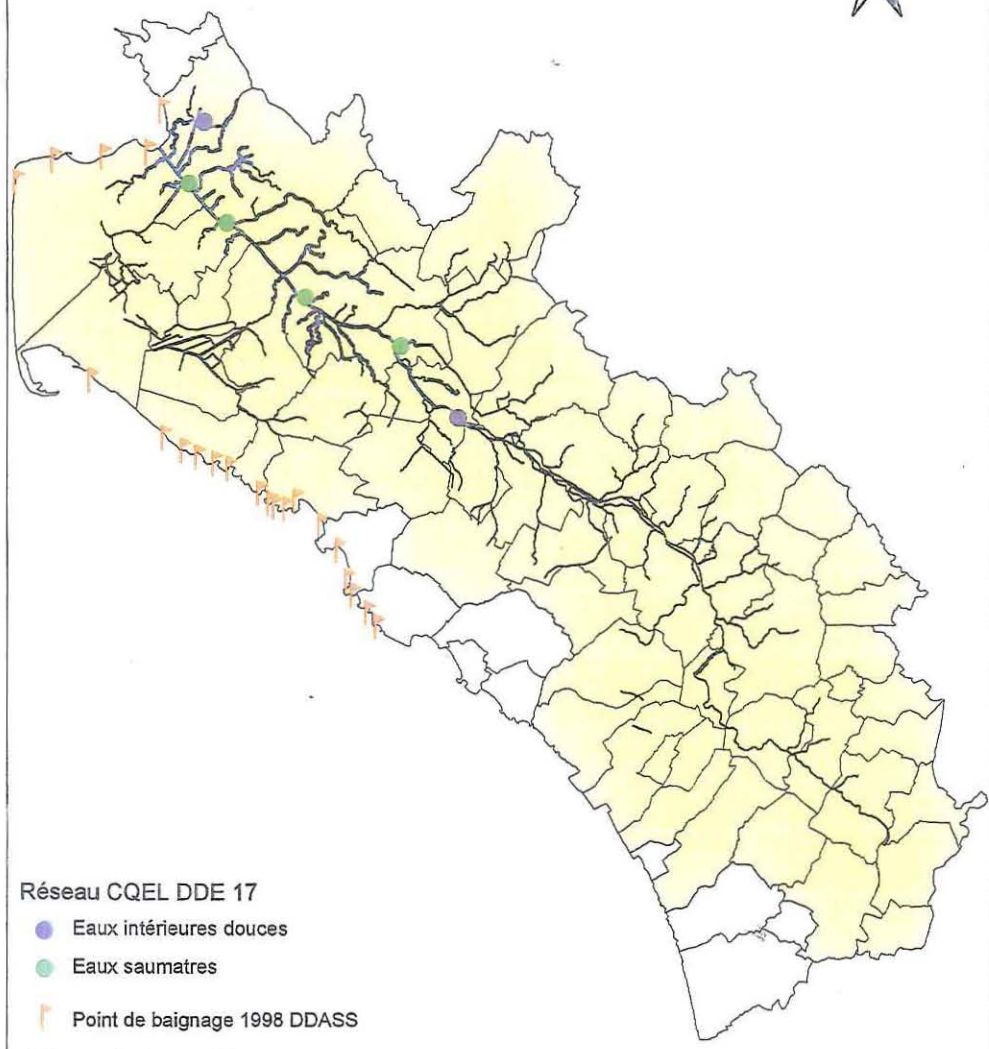 Réseau CQEL DDE 17
Eaux intérieures douces
Eaux saumatres
Point de baignage 1998 DDASS